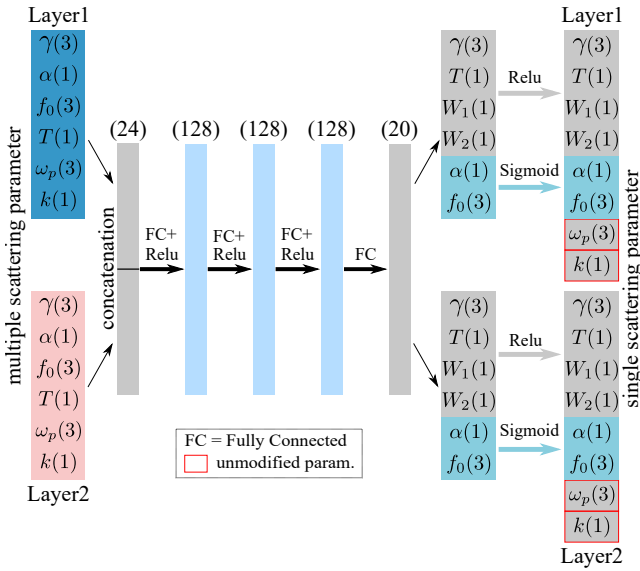 Layer1
γ(3)
α(1)
f₀(3)
T(1)
ωₚ(3)
k(1)
multiple scattering parameter
γ(3)
α(1)
f₀(3)
T(1)
ωₚ(3)
k(1)
Layer2
concatenation
(24)
(128)
(128)
(128)
(20)
FC+
Relu
FC+
Relu
FC+
Relu
FC
γ(3)
T(1)
W₁(1)
W₂(1)
α(1)
f₀(3)
Relu
Sigmoid
Layer1
γ(3)
T(1)
W₁(1)
W₂(1)
α(1)
f₀(3)
ωₚ(3)
k(1)
γ(3)
T(1)
W₁(1)
W₂(1)
α(1)
f₀(3)
Relu
Sigmoid
γ(3)
T(1)
W₁(1)
W₂(1)
α(1)
f₀(3)
ωₚ(3)
k(1)
Layer2
single scattering parameter
FC = Fully Connected
unmodified param.